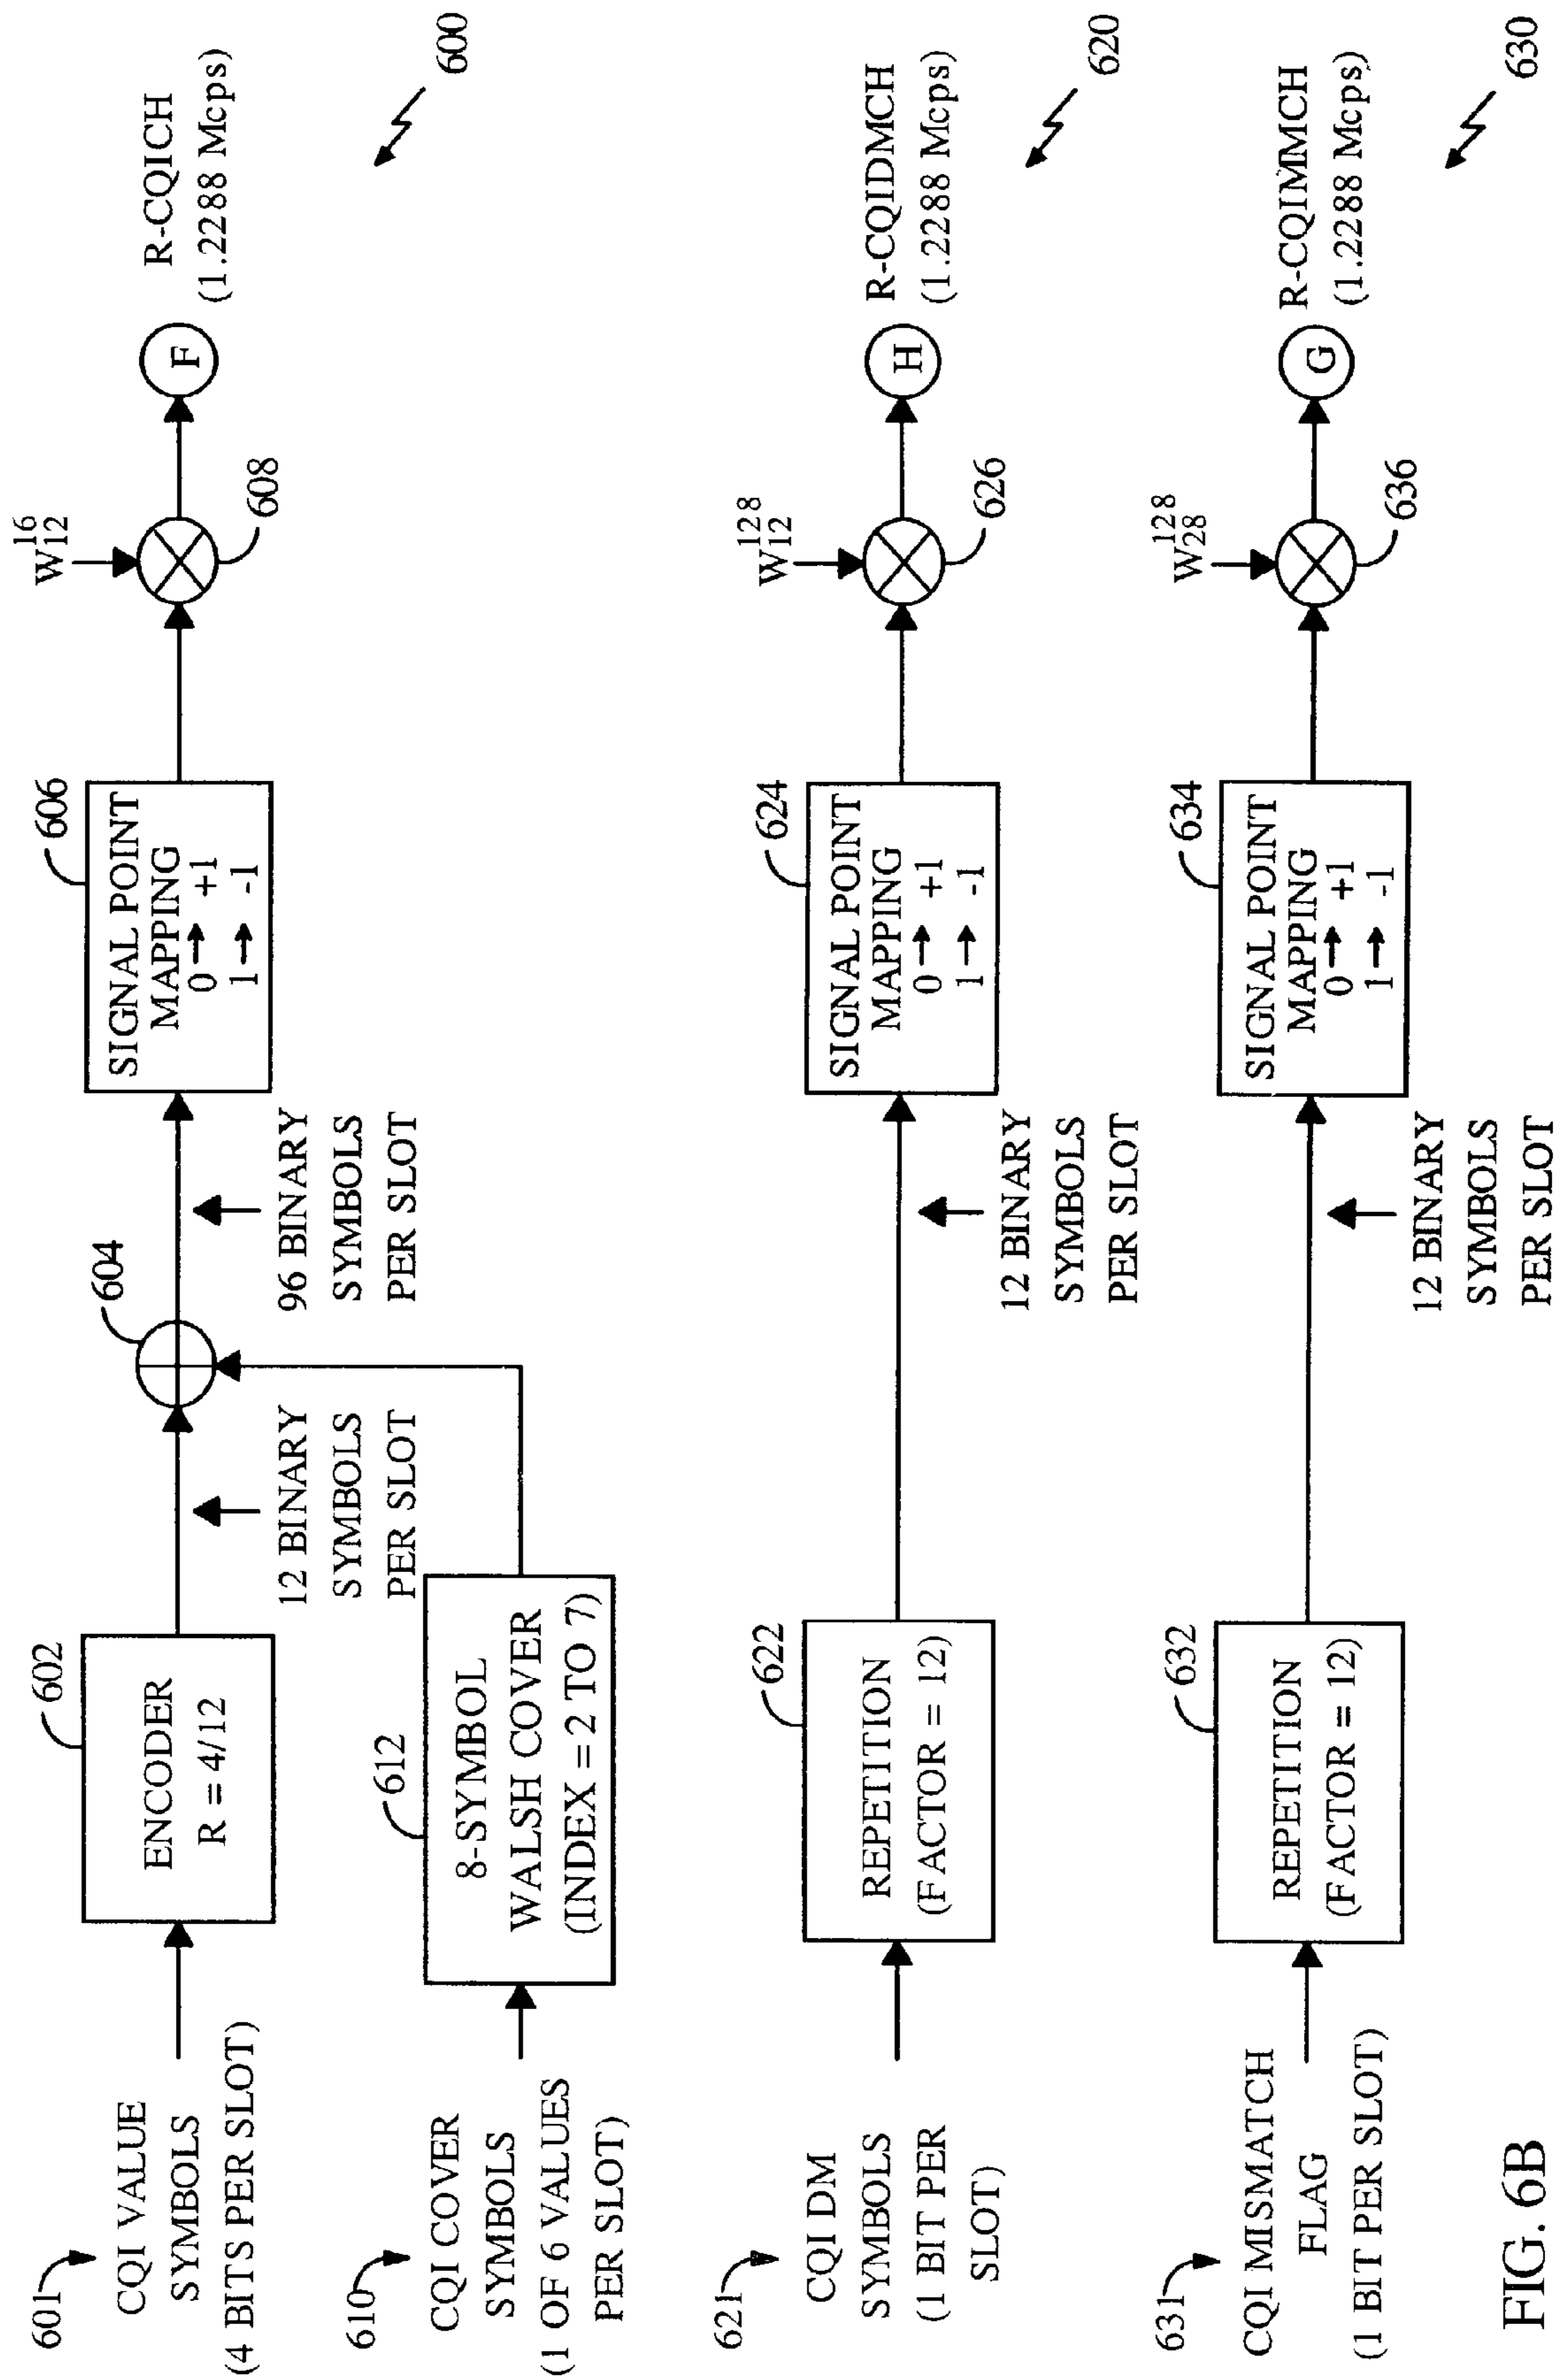 601
CQI VALUE
SYMBOLS
(4 BITS PER SLOT)
602
ENCODER
R = 4/12
12 BINARY
SYMBOLS
PER SLOT
604
96 BINARY
SYMBOLS
PER SLOT
606
SIGNAL POINT
MAPPING
0→ +1
1→ -1
W 16 12
608
F
R-CQICH
(1.2288 Mcps)
600
610
CQI COVER
SYMBOLS
(1 OF 6 VALUES
PER SLOT)
612
8-SYMBOL
WALSH COVER
(INDEX = 2 TO 7)
621
CQI DM
SYMBOLS
(1 BIT PER
SLOT)
622
REPETITION
(FACTOR = 12)
12 BINARY
SYMBOLS
PER SLOT
624
SIGNAL POINT
MAPPING
0→ +1
1→ -1
W 128 12
626
H
R-CQIDMCH
(1.2288 Mcps)
620
631
CQI MISMATCH
FLAG
(1 BIT PER SLOT)
632
REPETITION
(FACTOR = 12)
12 BINARY
SYMBOLS
PER SLOT
634
SIGNAL POINT
MAPPING
0→ +1
1→ -1
W 128 28
636
G
R-CQIMMCH
(1.2288 Mcps)
630
FIG. 6B